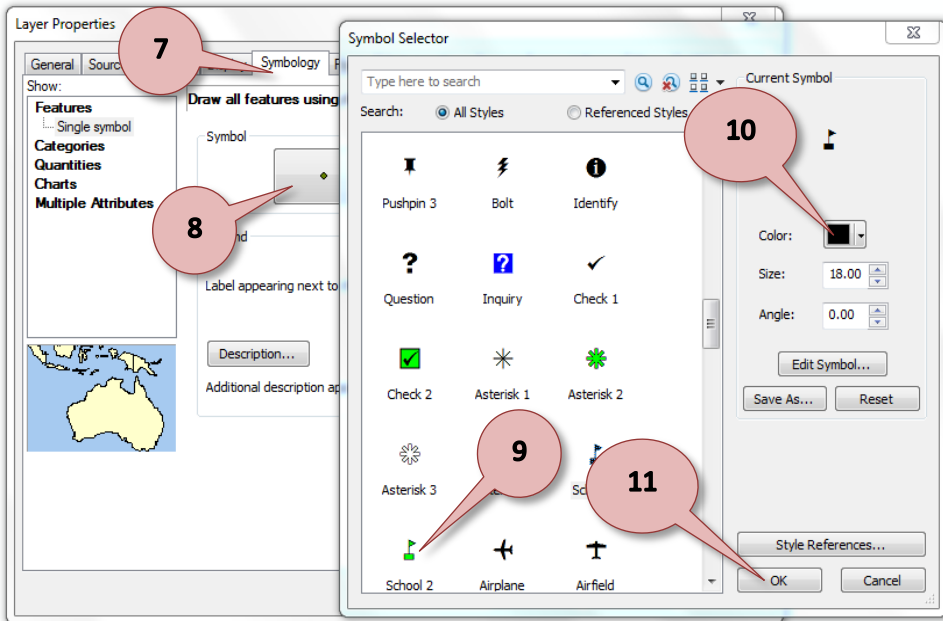 Layer Properties
7
General
Symbology
Show:
Features
Single symbol
Categories
Quantities
Charts
Multiple Attributes
Draw all features using
Symbol
8
Label appearing next to
Description...
Additional description
Symbol Selector
Type here to search
Search:
All Styles
Referenced Styles
Pushpin 3
Bolt
Identify
Question
Inquiry
Check 1
Check 2
Asterisk 1
Asterisk 2
Asterisk 3
9
School 2
Airplane
Airfield
Current Symbol
10
Color:
Size:
18.00
Angle:
0.00
Edit Symbol...
Save As...
Reset
11
Style References...
OK
Cancel